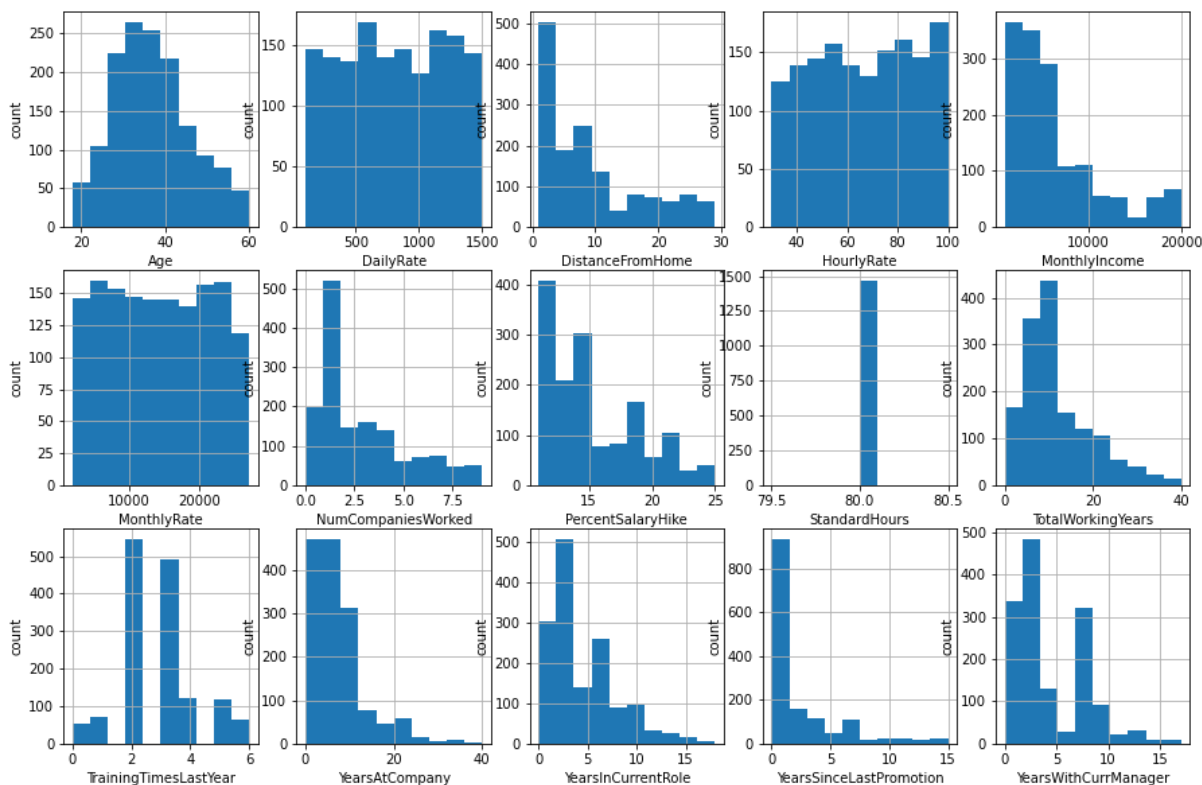 250
200
150
100
50
0
count
20 40 60
Age
150
100
50
0
count
500 1000 1500
DailyRate
500
400
300
200
100
0
count
0 10 20 30
DistanceFromHome
150
100
50
0
count
40 60 80 100
HourlyRate
300
200
100
0
count
10000 20000
MonthlyIncome
150
125
100
75
50
25
0
count
10000 20000
MonthlyRate
500
400
300
200
100
0
count
0.0 2.5 5.0 7.5
NumCompaniesWorked
400
300
200
100
0
count
15 20 25
PercentSalaryHike
1500
1250
1000
750
500
250
0
count
79.5 80.0 80.5
StandardHours
400
300
200
100
0
count
0 20 40
TotalWorkingYears
500
400
300
200
100
0
count
0 2 4 6
TrainingTimesLastYear
400
300
200
100
0
count
0 20 40
YearsAtCompany
500
400
300
200
100
0
count
0 5 10 15
YearsInCurrentRole
800
600
400
200
0
count
0 5 10 15
YearsSinceLastPromotion
500
400
300
200
100
0
count
0 5 10 15
YearsWithCurrManager